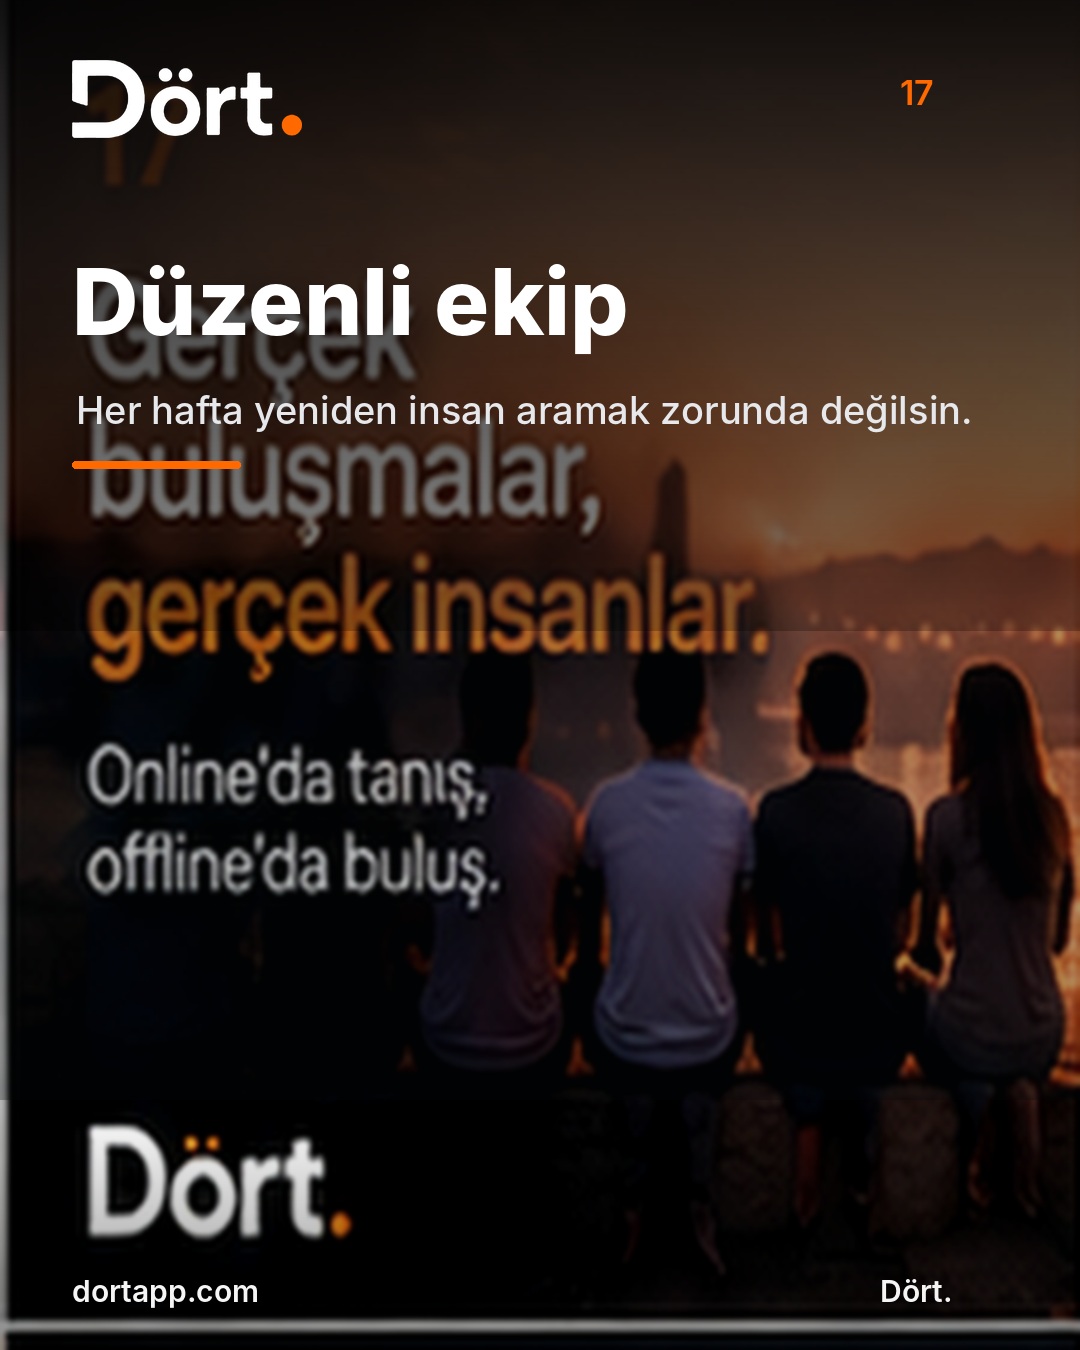 Dört.
17
17
Düzenli ekip
Gerçek
Her hafta yeniden insan aramak zorunda değilsin.
buluşmalar,
gerçek insanlar.
Online'da tanış,
offline'da buluş.
Dört.
dortapp.com
Dört.